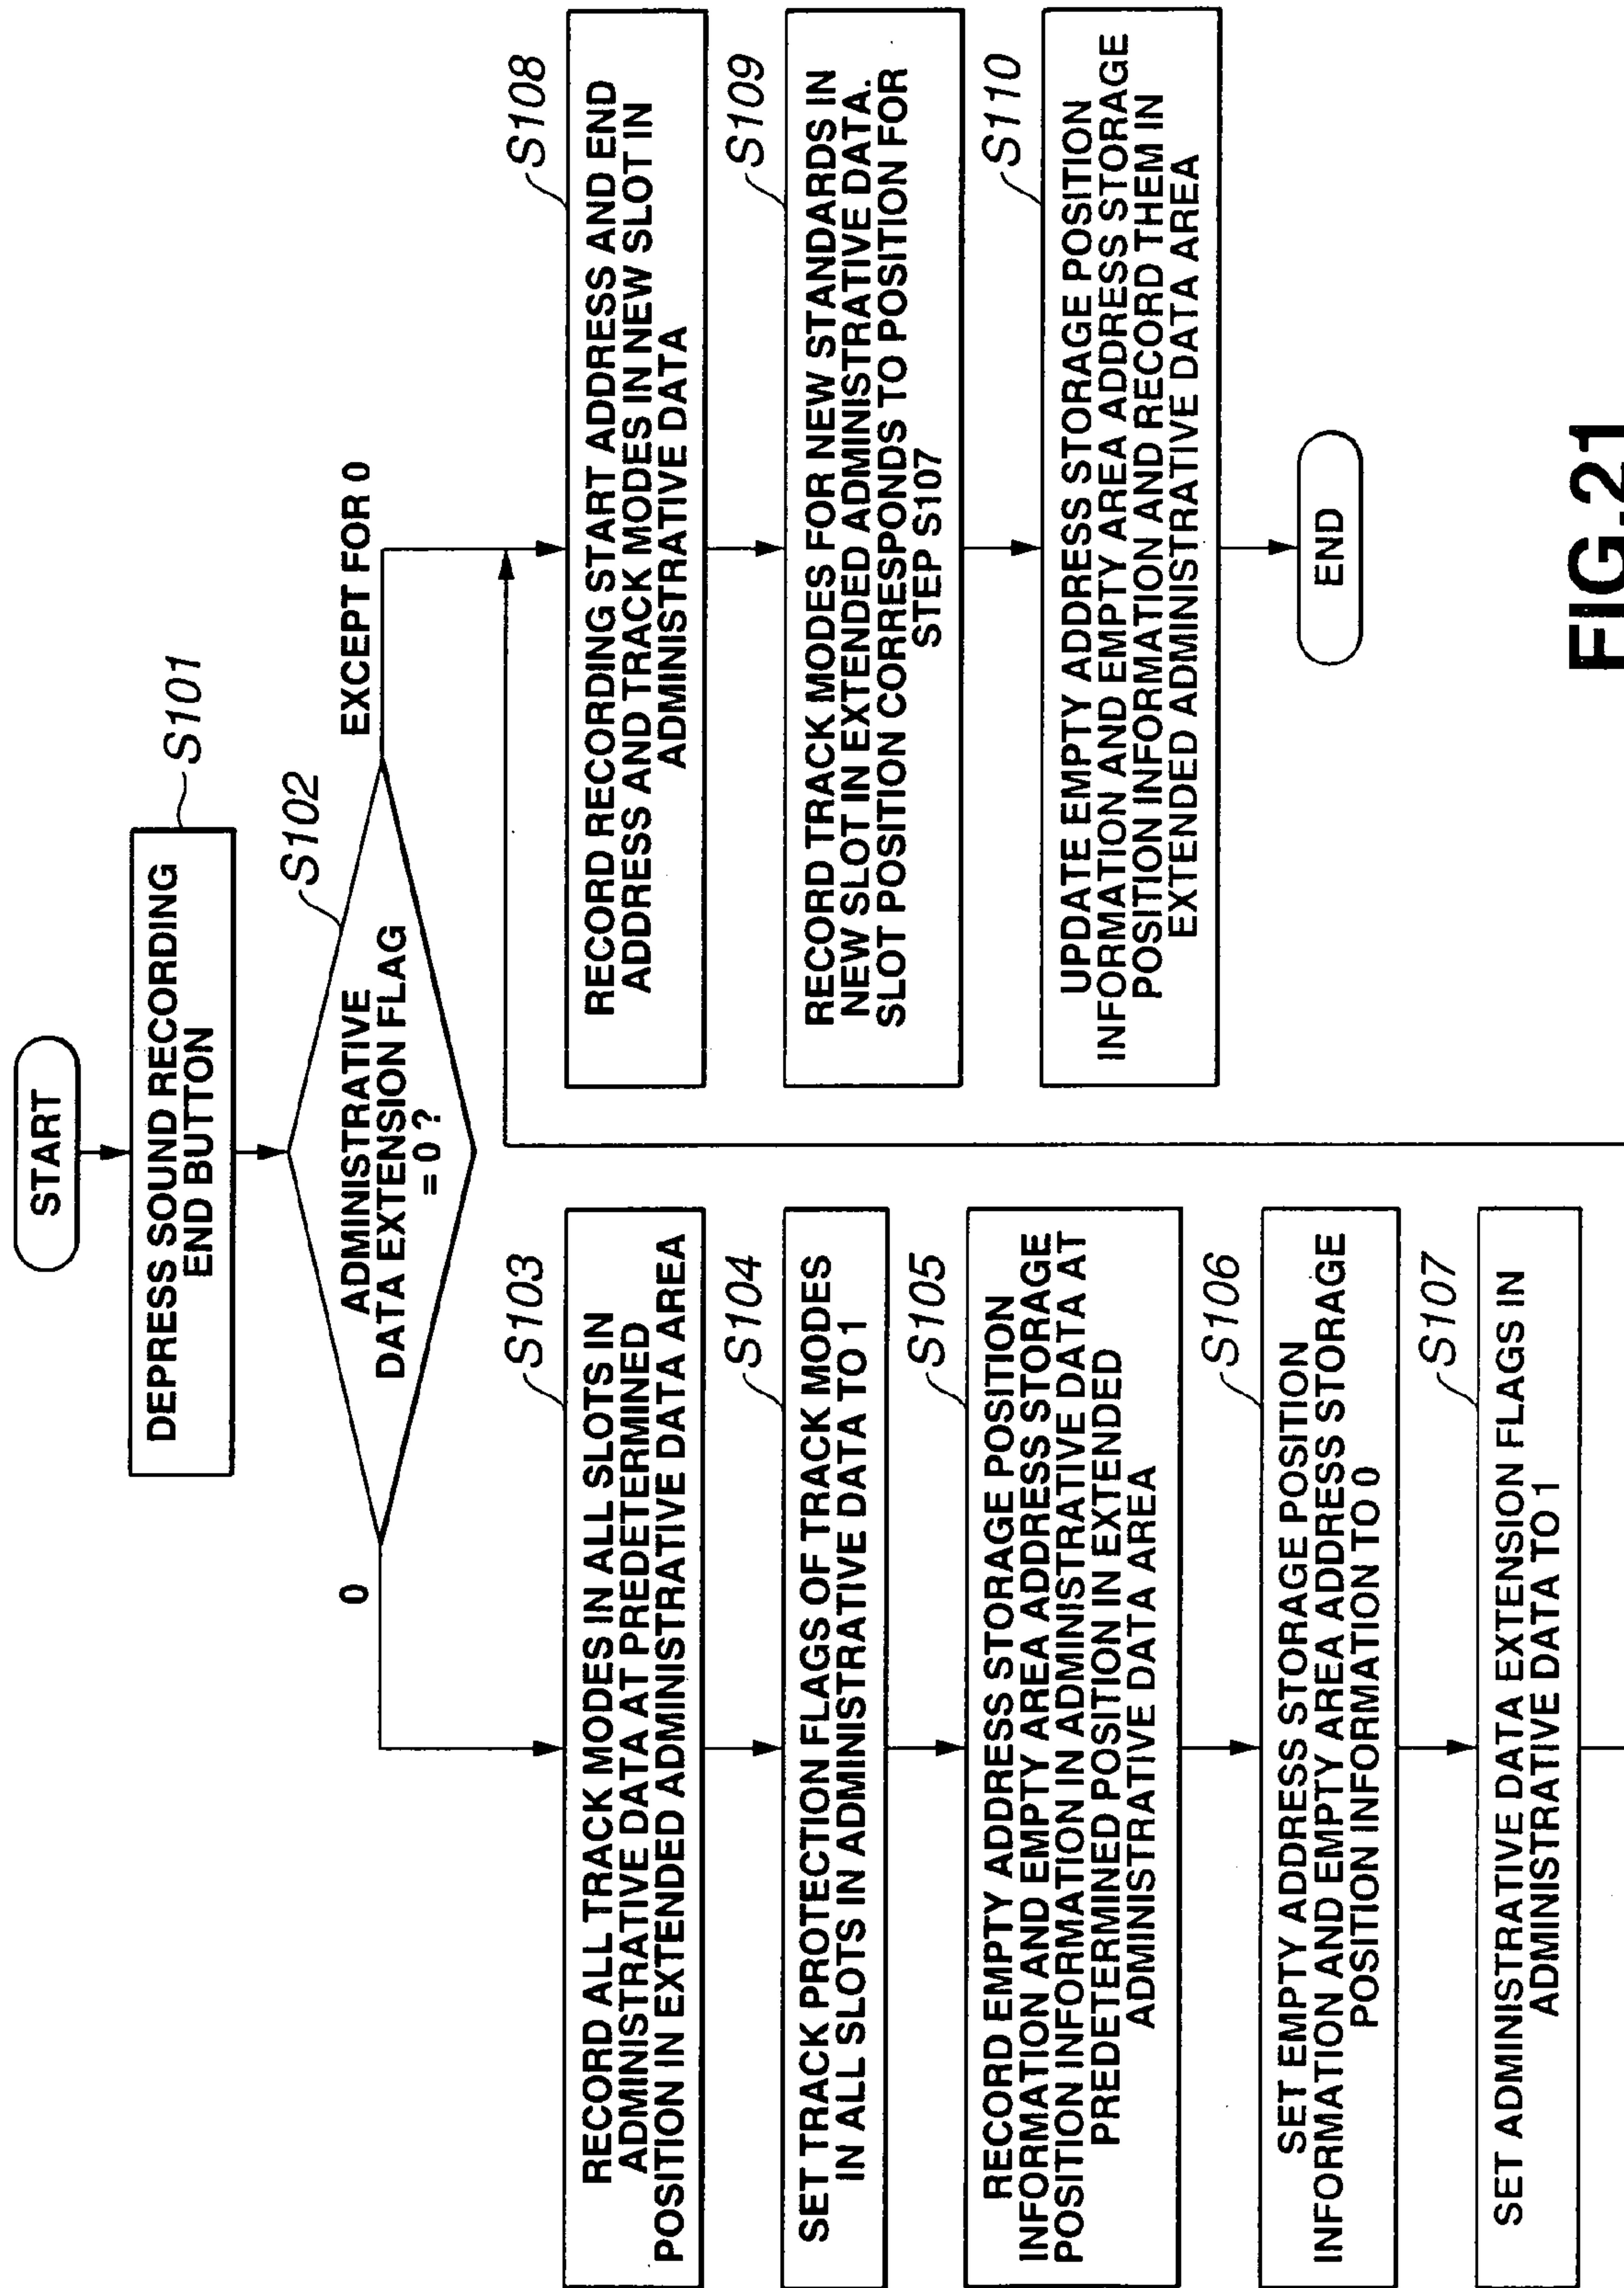 START
DEPRESS SOUND RECORDING
END BUTTON
S101
ADMINISTRATIVE
DATA EXTENSION FLAG
= 0 ?
S102
0
EXCEPT FOR 0
RECORD ALL TRACK MODES IN ALL SLOTS IN
ADMINISTRATIVE DATA AT PREDETERMINED
POSITION IN EXTENDED ADMINISTRATIVE DATA AREA
S103
SET TRACK PROTECTION FLAGS OF TRACK MODES
IN ALL SLOTS IN ADMINISTRATIVE DATA TO 1
S104
RECORD EMPTY ADDRESS STORAGE POSITION
INFORMATION AND EMPTY AREA ADDRESS STORAGE
POSITION INFORMATION IN ADMINISTRATIVE DATA AT
PREDETERMINED POSITION IN EXTENDED
ADMINISTRATIVE DATA AREA
S105
SET EMPTY ADDRESS STORAGE POSITION
INFORMATION AND EMPTY AREA ADDRESS STORAGE
POSITION INFORMATION TO 0
S106
SET ADMINISTRATIVE DATA EXTENSION FLAGS IN
ADMINISTRATIVE DATA TO 1
S107
RECORD RECORDING START ADDRESS AND END
ADDRESS AND TRACK MODES IN NEW SLOT IN
ADMINISTRATIVE DATA
S108
RECORD TRACK MODES FOR NEW STANDARDS IN
NEW SLOT IN EXTENDED ADMINISTRATIVE DATA.
SLOT POSITION CORRESPONDS TO POSITION FOR
STEP S107
S109
UPDATE EMPTY ADDRESS STORAGE POSITION
INFORMATION AND EMPTY AREA ADDRESS STORAGE
POSITION INFORMATION AND RECORD THEM IN
EXTENDED ADMINISTRATIVE DATA AREA
S110
END
FIG.21